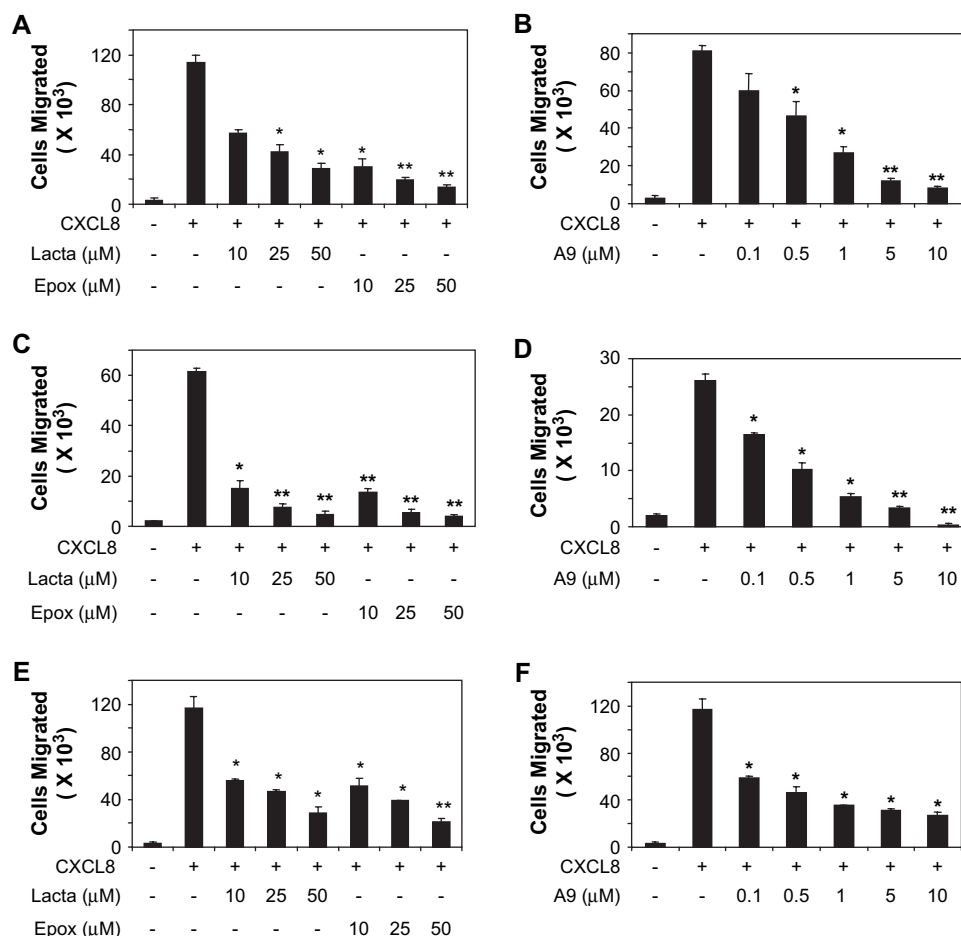 A
Cells Migrated
( X 10³)
120
80
40
0
* * * ** **
CXCL8 - + + + + + + +
Lacta (μM) - - 10 25 50 - - -
Epox (μM) - - - - - 10 25 50
B
Cells Migrated
( X 10³)
80
60
40
20
0
* * ** **
CXCL8 - + + + + + +
A9 (μM) - - 0.1 0.5 1 5 10
C
Cells Migrated
( X 10³)
60
40
20
0
* ** ** ** ** **
CXCL8 - + + + + + + +
Lacta (μM) - - 10 25 50 - - -
Epox (μM) - - - - - 10 25 50
D
Cells Migrated
( X 10³)
30
20
10
0
* * * ** **
CXCL8 - + + + + + +
A9 (μM) - - 0.1 0.5 1 5 10
E
Cells Migrated
( X 10³)
120
80
40
0
* * * * * **
CXCL8 - + + + + + + +
Lacta (μM) - - 10 25 50 - - -
Epox (μM) - - - - - 10 25 50
F
Cells Migrated
( X 10³)
120
80
40
0
* * * * *
CXCL8 - + + + + + +
A9 (μM) - - 0.1 0.5 1 5 10